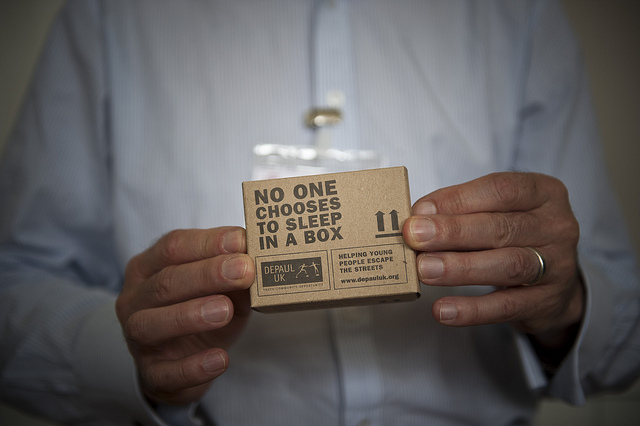 NO ONE
CHOOSES
TO SLEEP
IN A BOX
DEPAUL
UK
HELPING YOUNG
PEOPLE ESCAPE
THE STREETS
www.depauluk.org